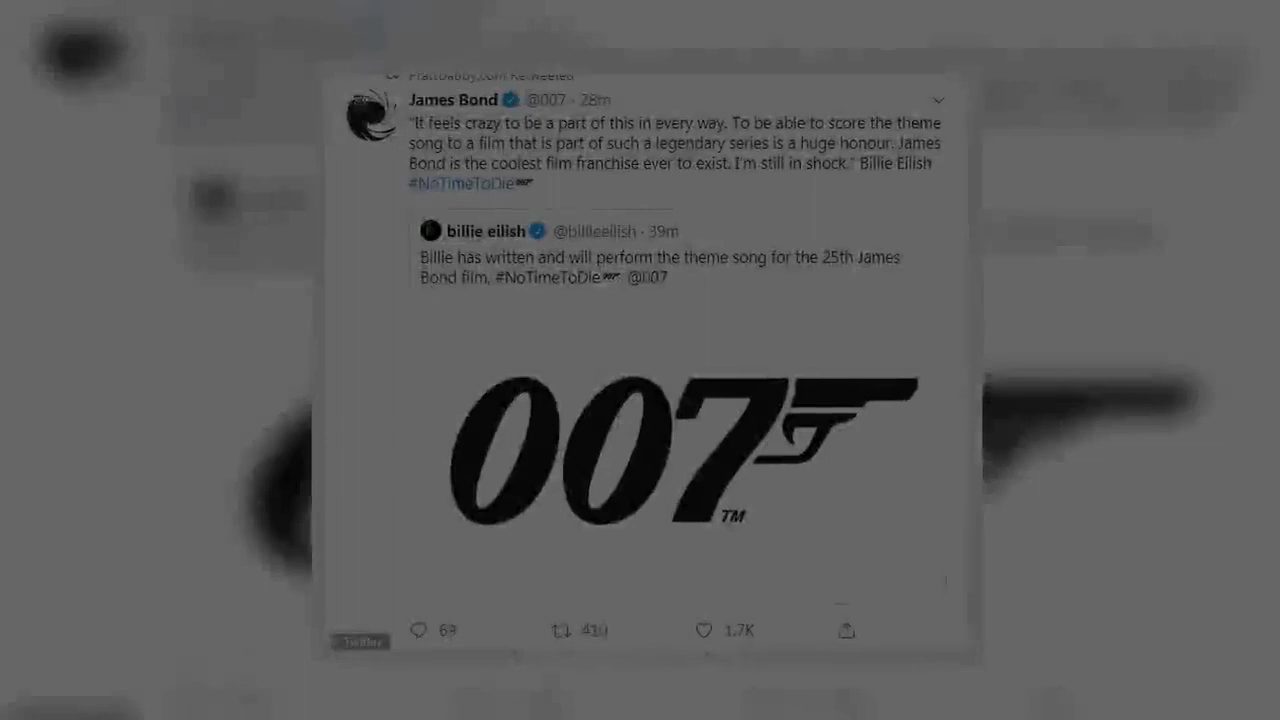 James Bond @007 · 28m
"It feels crazy to be a part of this in every way. To be able to score the theme
song to a film that is part of such a legendary series is a huge honour. James
Bond is the coolest film franchise ever to exist. I'm still in shock." Billie Eilish
#NoTimeToDie
billie eilish @billieeilish · 39m
Billie has written and will perform the theme song for the 25th James
Bond film, #NoTimeToDie @007
007
TM
69 410 1.7K
Twitter